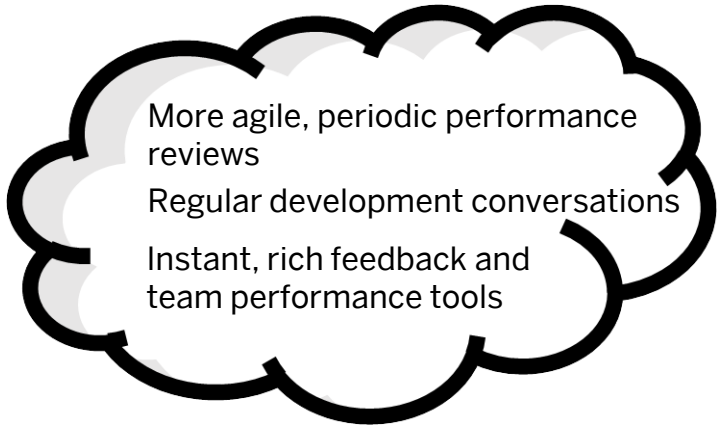 More agile, periodic performance
reviews
Regular development conversations
Instant, rich feedback and
team performance tools